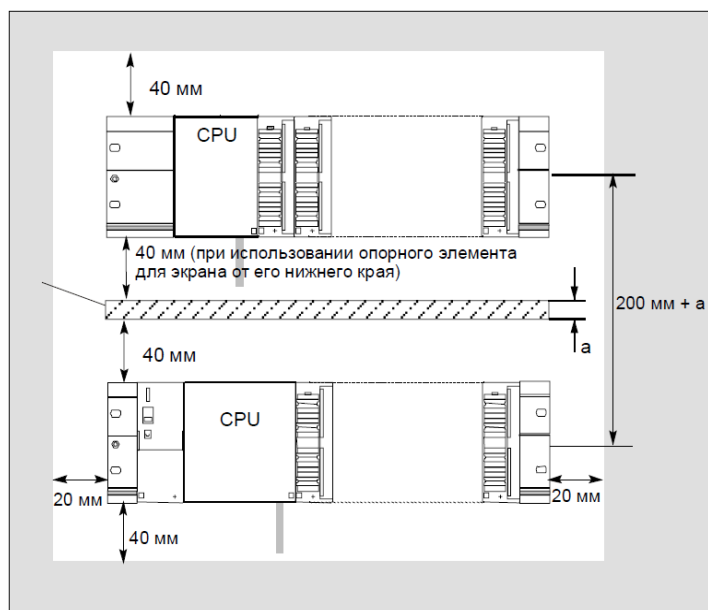 40 мм
CPU
40 мм (при использовании опорного элемента
для экрана от его нижнего края)
200 мм + a
a
40 мм
CPU
20 мм
20 мм
40 мм